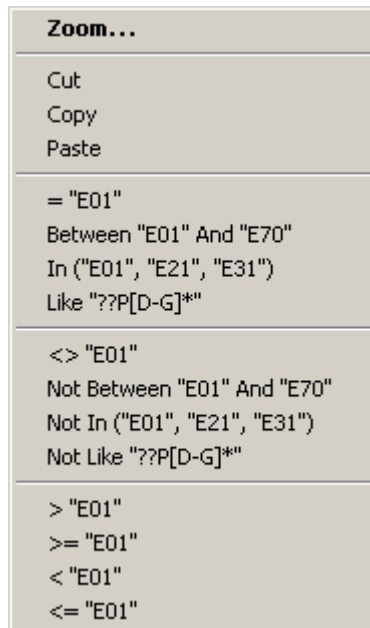 Zoom...
Cut
Copy
Paste
= "E01"
Between "E01" And "E70"
In ("E01", "E21", "E31")
Like "??P[D-G]*"
<> "E01"
Not Between "E01" And "E70"
Not In ("E01", "E21", "E31")
Not Like "??P[D-G]*"
> "E01"
>= "E01"
< "E01"
<= "E01"